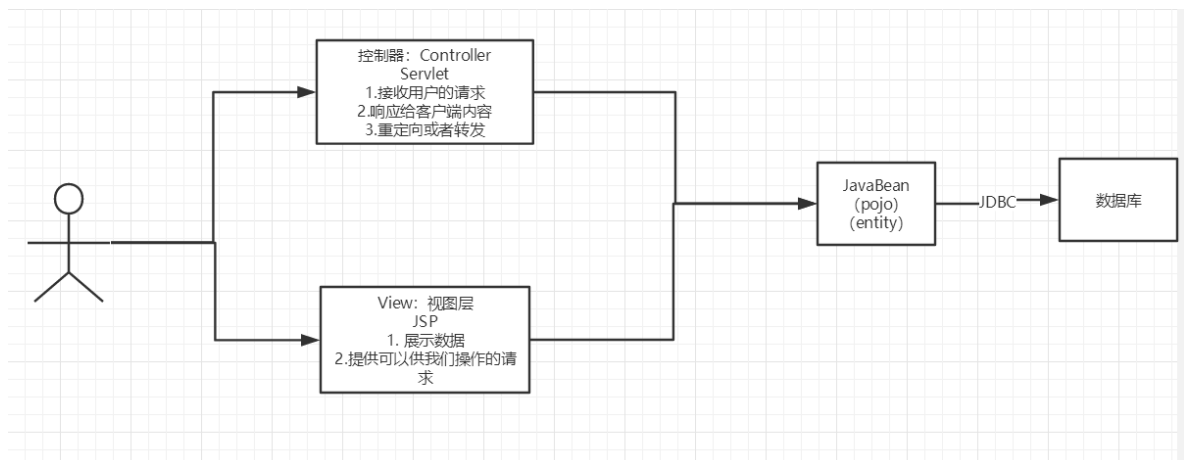 控制器：Controller
Servlet
1.接收用户的请求
2.响应给客户端内容
3.重定向或者转发
View：视图层
JSP
1. 展示数据
2.提供可以供我们操作的请
求
JavaBean
（pojo）
（entity）
JDBC
数据库